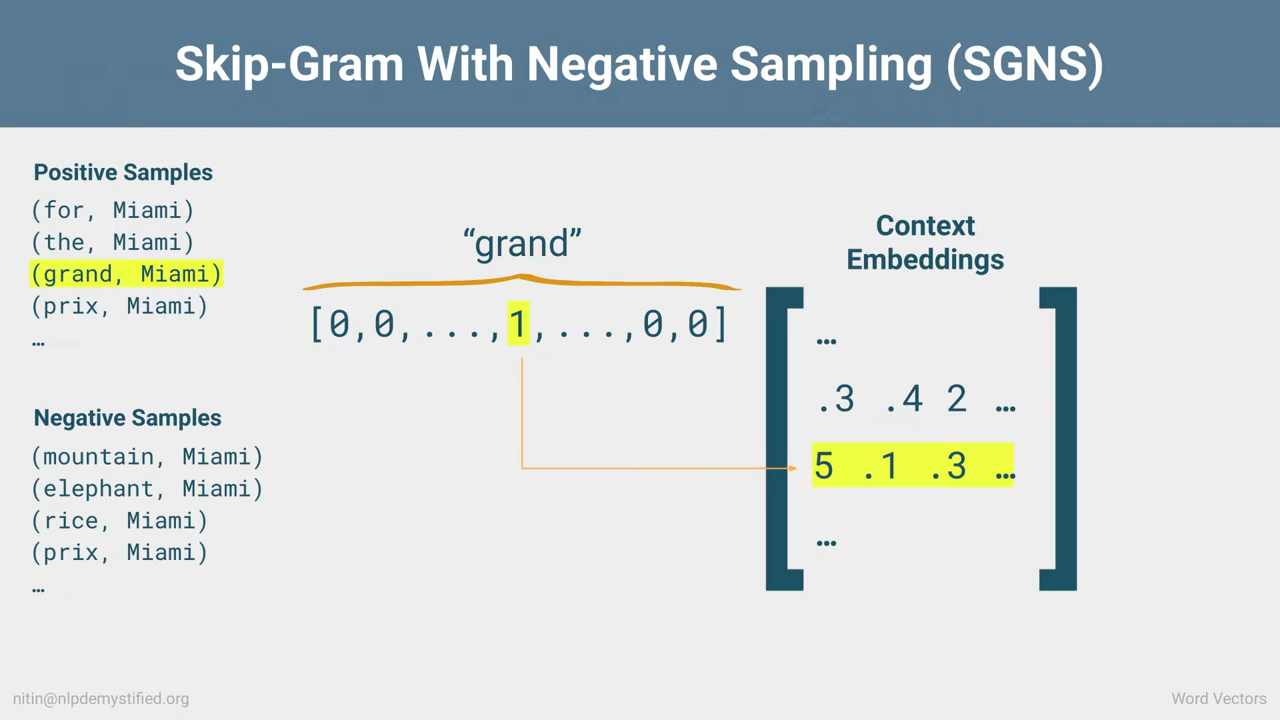 Skip-Gram With Negative Sampling (SGNS)
Positive Samples
(for, Miami)
(the, Miami)
(grand, Miami)
(prix, Miami)
…
Negative Samples
(mountain, Miami)
(elephant, Miami)
(rice, Miami)
(prix, Miami)
…
“grand”
[0,0,...,1,...,0,0]
Context
Embeddings
…
.3 .4 2 …
5 .1 .3 …
…
nitin@nlpdemystified.org
Word Vectors